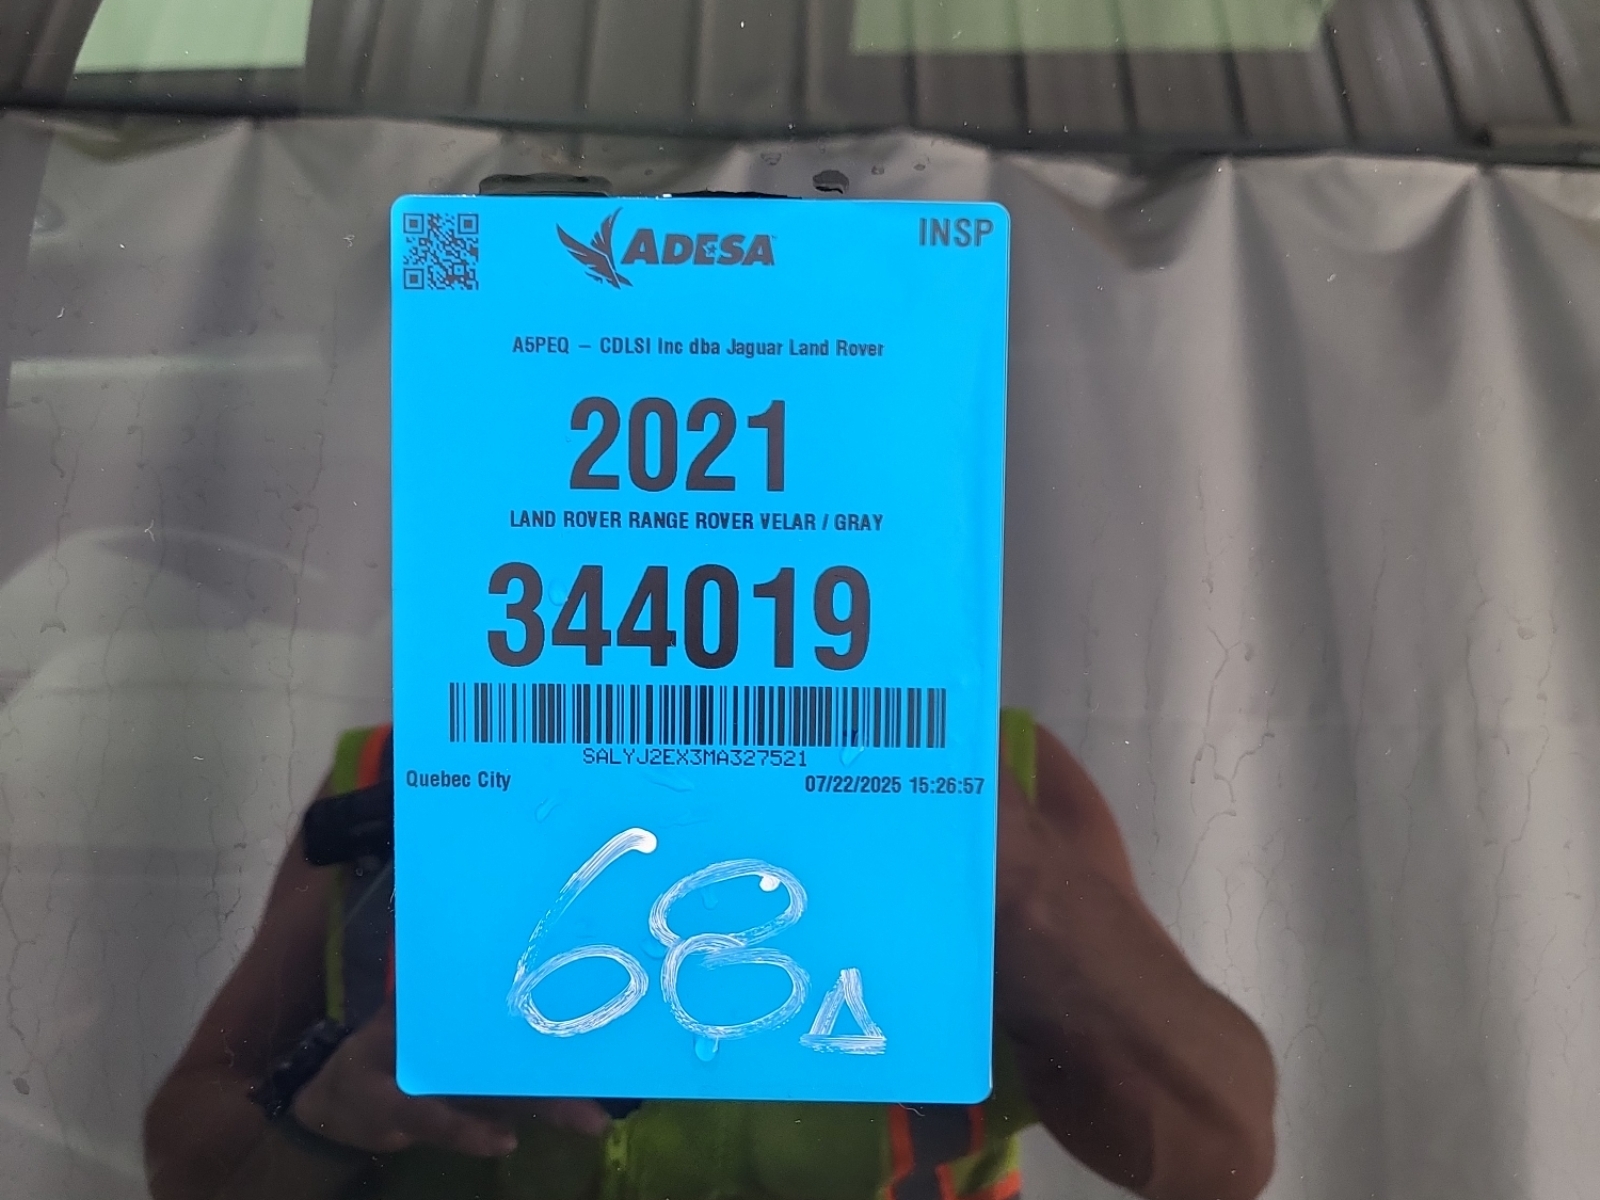 ADESA
INSP
A5PEQ – CDLSI Inc dba Jaguar Land Rover
2021
LAND ROVER RANGE ROVER VELAR / GRAY
344019
SALYJ2EX3MA327521
Quebec City 07/22/2025 15:26:57
68 Δ